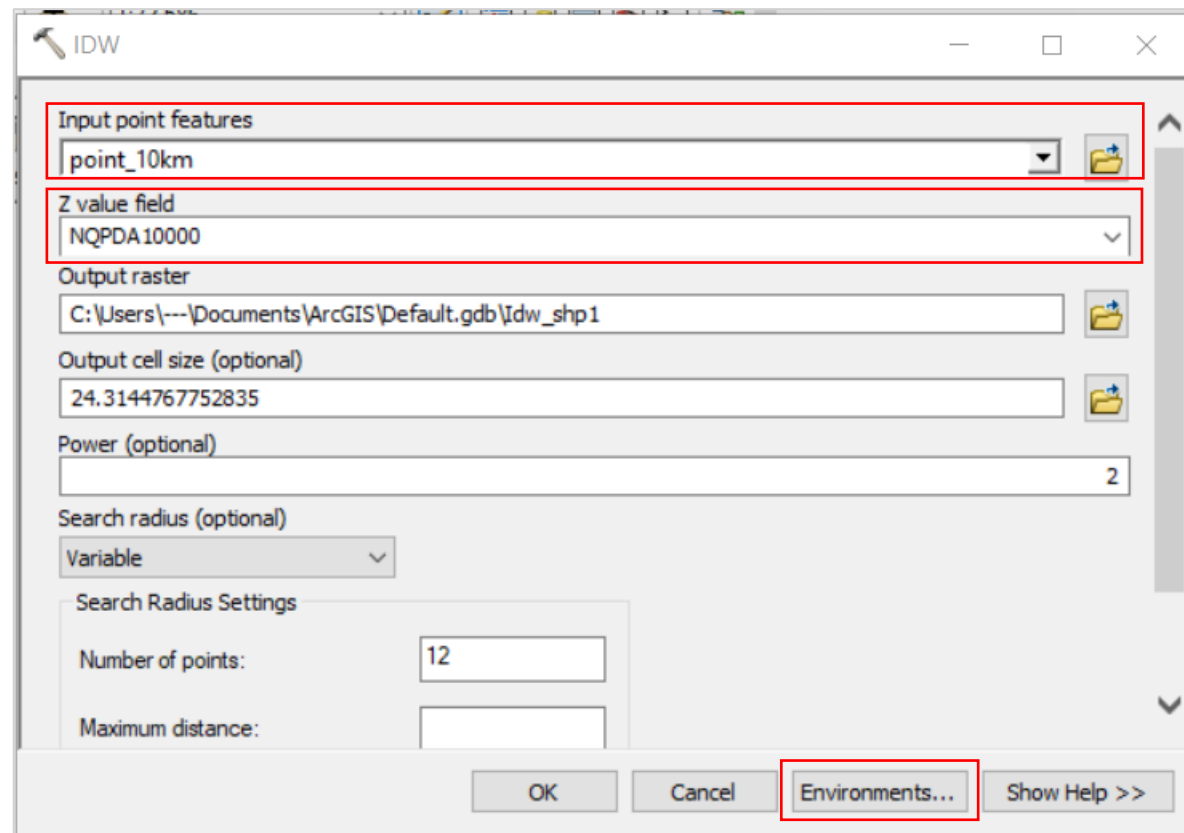 IDW
Input point features
point_10km
Z value field
NQPDA10000
Output raster
C:\Users\---\Documents\ArcGIS\Default.gdb\Idw_shp1
Output cell size (optional)
24.3144767752835
Power (optional)
2
Search radius (optional)
Variable
Search Radius Settings
Number of points:
12
Maximum distance:
OK
Cancel
Environments...
Show Help >>